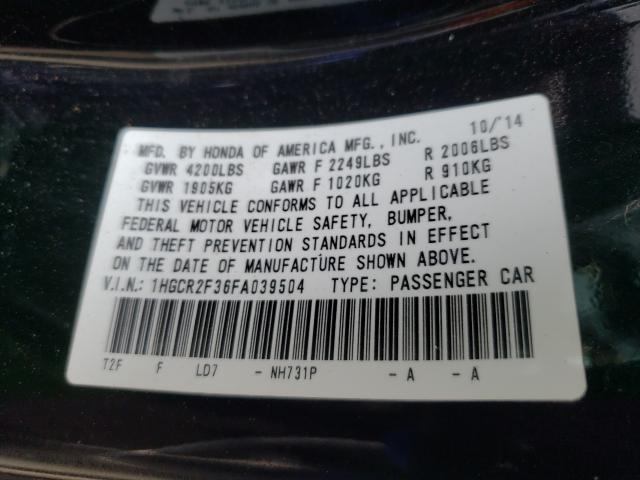 MFD. BY HONDA OF AMERICA MFG., INC. 10/'14
GVWR 4200LBS GAWR F 2249LBS R 2006LBS
GVWR 1905KG GAWR F 1020KG R 910KG
THIS VEHICLE CONFORMS TO ALL APPLICABLE
FEDERAL MOTOR VEHICLE SAFETY, BUMPER,
AND THEFT PREVENTION STANDARDS IN EFFECT
ON THE DATE OF MANUFACTURE SHOWN ABOVE.
V.I.N.: 1HGCR2F36FA039504 TYPE: PASSENGER CAR
T2F F LD7 - NH731P - A - A